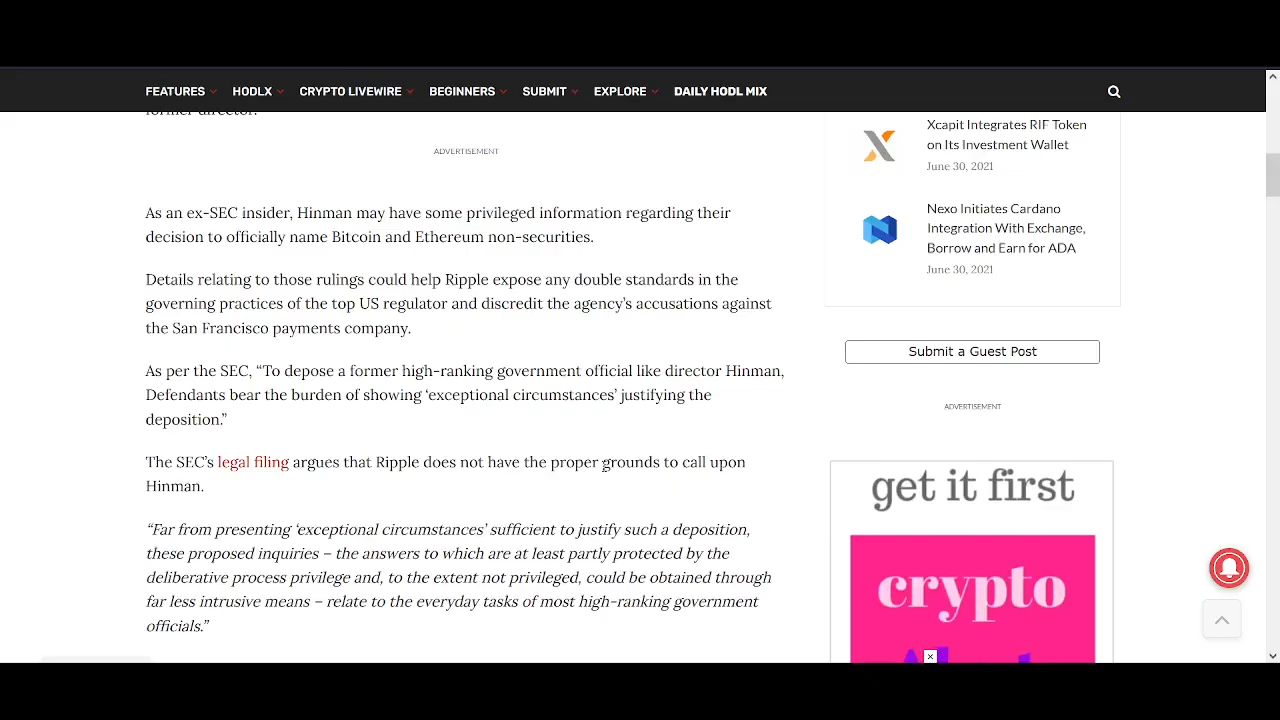 FEATURES HODLX CRYPTO LIVEWIRE BEGINNERS SUBMIT EXPLORE DAILY HODL MIX
former director.
ADVERTISEMENT
As an ex-SEC insider, Hinman may have some privileged information regarding their
decision to officially name Bitcoin and Ethereum non-securities.
Details relating to those rulings could help Ripple expose any double standards in the
governing practices of the top US regulator and discredit the agency’s accusations against
the San Francisco payments company.
As per the SEC, “To depose a former high-ranking government official like director Hinman,
Defendants bear the burden of showing ‘exceptional circumstances’ justifying the
deposition.”
The SEC’s legal filing argues that Ripple does not have the proper grounds to call upon
Hinman.
“Far from presenting ‘exceptional circumstances’ sufficient to justify such a deposition,
these proposed inquiries – the answers to which are at least partly protected by the
deliberative process privilege and, to the extent not privileged, could be obtained through
far less intrusive means – relate to the everyday tasks of most high-ranking government
officials.”
Xcapit Integrates RIF Token
on Its Investment Wallet
June 30, 2021
Nexo Initiates Cardano
Integration With Exchange,
Borrow and Earn for ADA
June 30, 2021
Submit a Guest Post
ADVERTISEMENT
get it first
crypto